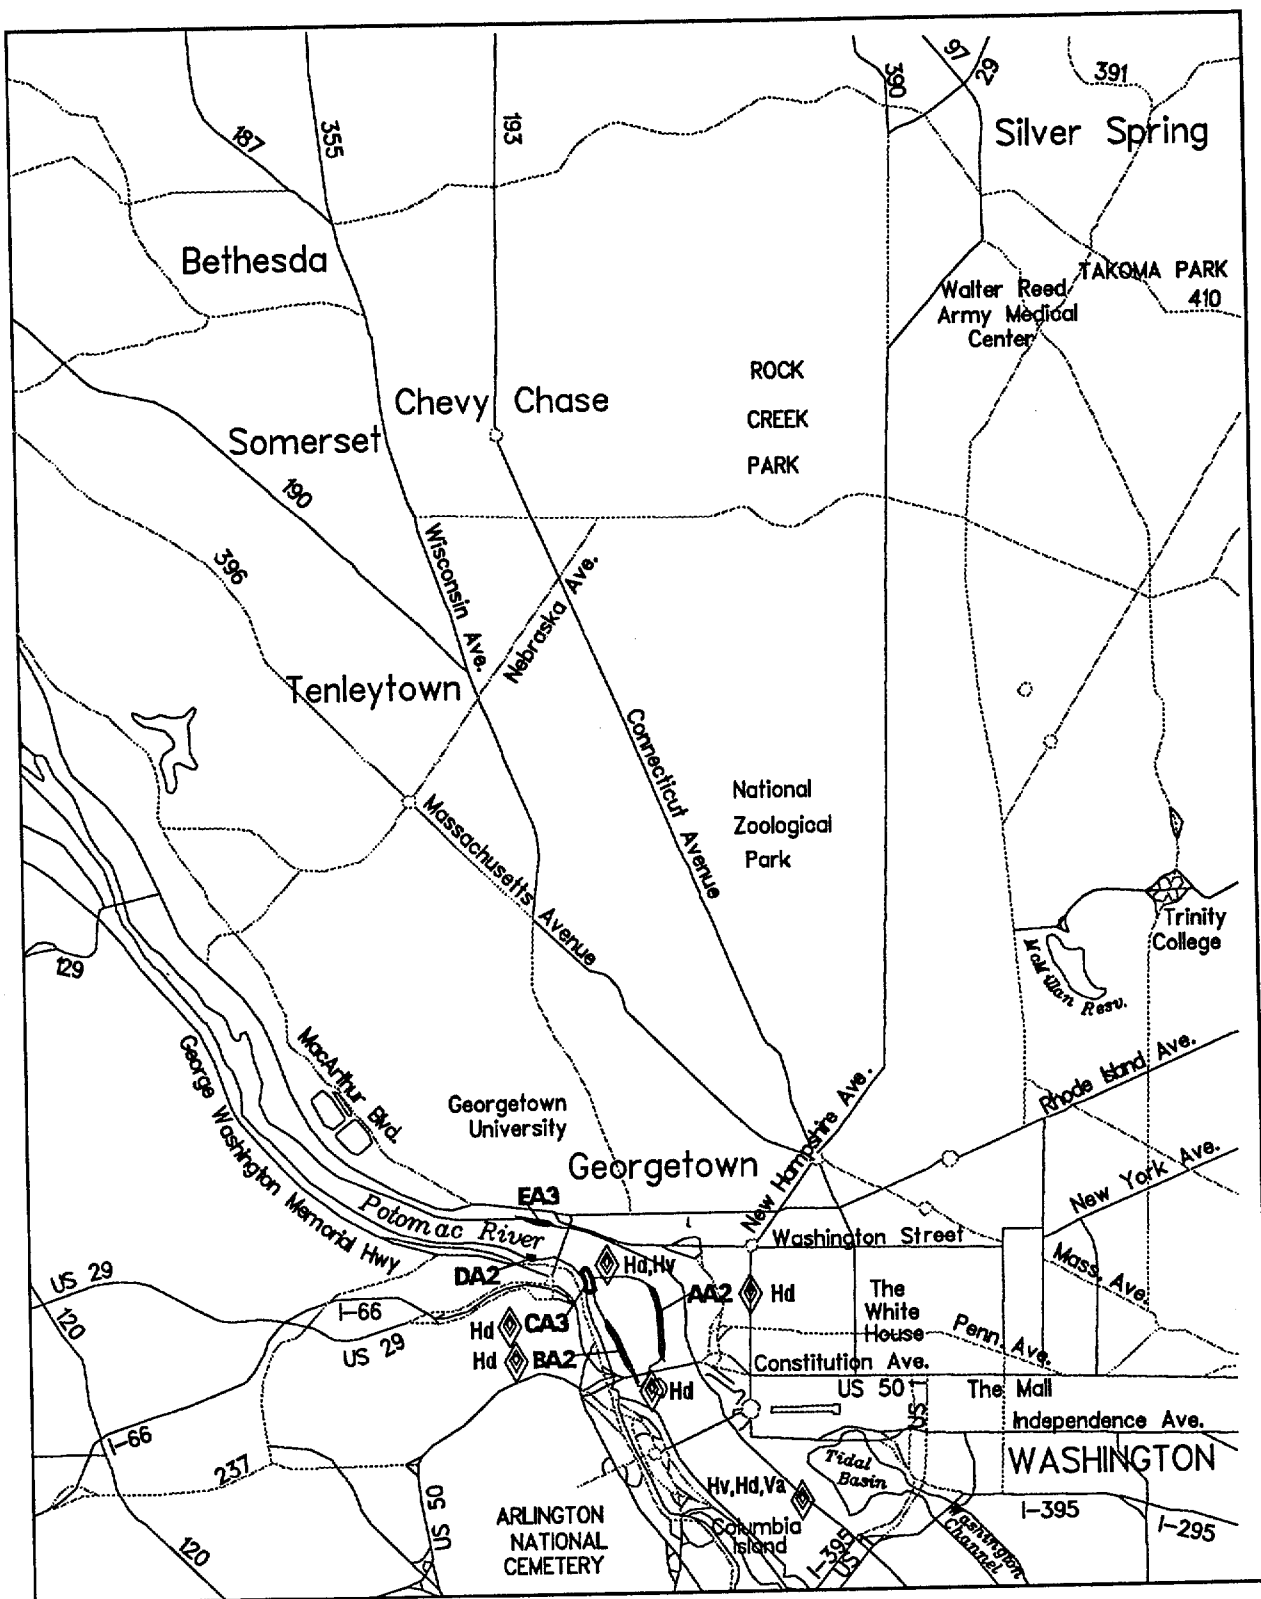 97
29
390
391
187
355
193
Silver Spring
Bethesda
TAKOMA PARK
410
Walter Reed
Army Medical
Center
ROCK
CREEK
PARK
Chevy Chase
Somerset
190
396
Wisconsin Ave.
Nebraska Ave.
Tenleytown
Connecticut Avenue
National
Zoological
Park
Massachusetts Avenue
Trinity
College
McMillan Resv.
129
George Washington Memorial Hwy
MacArthur Blvd.
Georgetown
University
Georgetown
New Hampshire Ave.
Rhode Island Ave.
New York Ave.
EA3
Potomac River
Washington Street
Mass. Ave.
DA2
Hd,Hv
AA2
Hd
US 29
120
I-66
US 29
Hd
CA3
Hd
BA2
Hd
The
White
House
Penn. Ave.
Constitution Ave.
US 50
US 1
The Mall
Independence Ave.
I-66
237
US 50
120
ARLINGTON
NATIONAL
CEMETERY
Hv,Hd,Va
Columbia
Island
Tidal
Basin
WASHINGTON
I-395
I-295
Washington
Channel
I-395
US 1